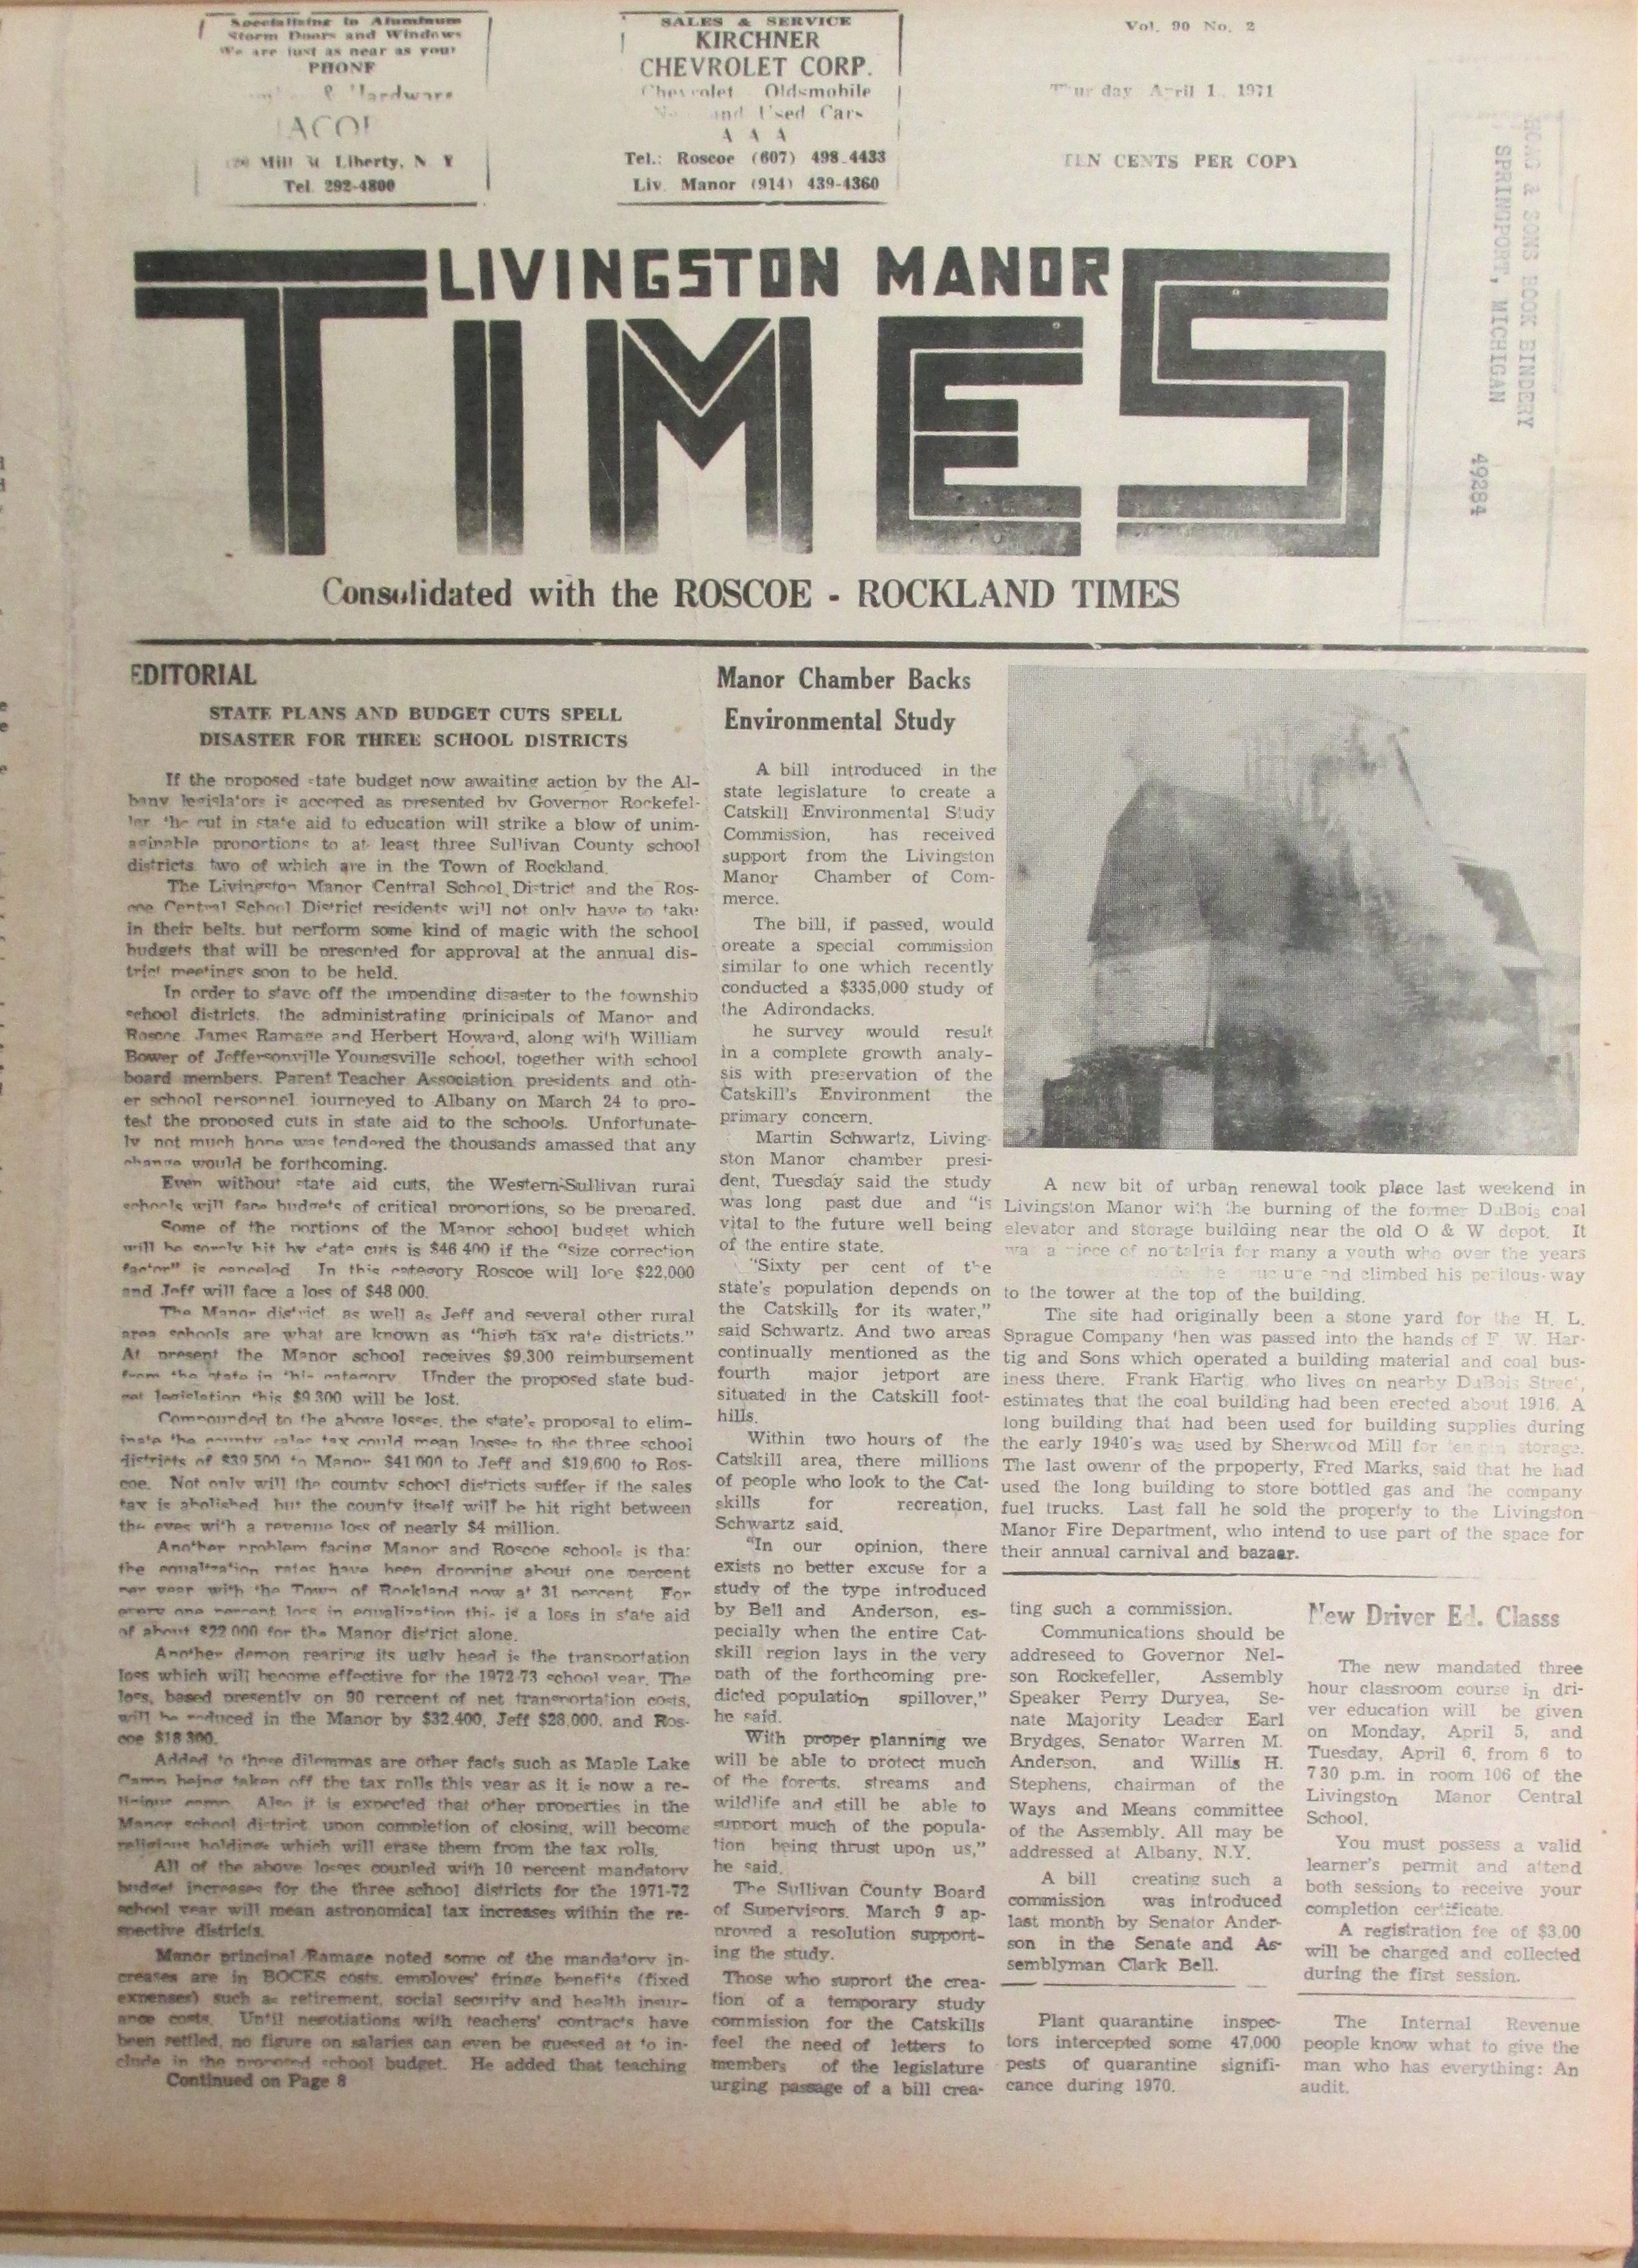 Specializing in Aluminum
Storm Doors and Windows
We are just as near as your
PHONE
& Hardware
JACOB
Mill St. Liberty, N Y
Tel. 292-4800
SALES & SERVICE
KIRCHNER
CHEVROLET CORP.
Chevrolet Oldsmobile
and Used Cars
A A A
Tel.: Roscoe (607) 498-4433
Liv. Manor (914) 439-4360
Vol. 90 No. 2
Thursday April 1, 1971
TEN CENTS PER COPY
HOAG & SONS BOOK BINDERY
SPRINGPORT, MICHIGAN
49284
LIVINGSTON MANOR
TIMES
Consolidated with the ROSCOE - ROCKLAND TIMES
EDITORIAL
STATE PLANS AND BUDGET CUTS SPELL
DISASTER FOR THREE SCHOOL DISTRICTS
If the proposed state budget now awaiting action by the Al-
bany legislators is acceped as presented by Governor Rockefel-
ler the cut in state aid to education will strike a blow of unim-
aginable proportions to at least three Sullivan County school
districts two of which are in the Town of Rockland.
The Livingston Manor Central School District and the Ros-
coe Central School District residents will not only have to take
in their belts, but perform some kind of magic with the school
budgets that will be presented for approval at the annual dis-
trict meetings soon to be held.
In order to stave off the impending disaster to the township
school districts, the administrating prinicipals of Manor and
Roscoe James Ramage and Herbert Howard, along with William
Bower of Jeffersonville Youngsville school, together with school
board members, Parent Teacher Association presidents and oth-
er school personnel journeyed to Albany on March 24 to pro-
test the proposed cuts in state aid to the schools. Unfortunate-
ly not much hope was tendered the thousands amassed that any
change would be forthcoming.
Even without state aid cuts, the Western-Sullivan rural
schools will face budgets of critical proportions, so be prepared.
Some of the portions of the Manor school budget which
will be sorely hit by state cuts is $46 400 if the "size correction
factor" is canceled. In this category Roscoe will lose $22,000
and Jeff will face a loss of $48 000.
The Manor district, as well as Jeff and several other rural
area schools are what are known as "high tax rate districts."
At present the Manor school receives $9,300 reimbursement
from the state in this category. Under the proposed state bud-
get legislation this $9 300 will be lost.
Compounded to the above losses, the state's proposal to elim-
inate the county sales tax could mean losses to the three school
districts of $39 500 to Manor $41 000 to Jeff and $19,600 to Ros-
coe. Not only will the county school districts suffer if the sales
tax is abolished but the county itself will be hit right between
the eyes with a revenue loss of nearly $4 million.
Another problem facing Manor and Roscoe schools is that
the equaliztion rates have been dropping about one percent
per year with the Town of Rockland now at 31 percent For
every one percent loss in equalization this is a loss in state aid
of about $22 000 for the Manor district alone.
Another demon rearing its ugly head is the transportation
loss which will become effective for the 1972-73 school year. The
loss, based presently on 90 percent of net transportation costs,
will be reduced in the Manor by $32,400, Jeff $28,000, and Ros-
coe $18 300.
Added to these dilemmas are other facts such as Maple Lake
Camp being taken off the tax rolls this year as it is now a re-
ligious camp. Also it is expected that other properties in the
Manor school district upon completion of closing, will become
religious holdings which will erase them from the tax rolls.
All of the above losses coupled with 10 percent mandatory
budget increases for the three school districts for the 1971-72
school year will mean astronomical tax increases within the re-
spective districts.
Manor principal Ramage noted some of the mandatory in-
creases are in BOCES costs, employes' fringe benefits (fixed
expenses) such as retirement, social security and health insur-
ance costs. Until negotiations with teachers' contracts have
been settled, no figure on salaries can even be guessed at to in-
clude in the proposed school budget. He added that teaching
Continued on Page 8
Manor Chamber Backs
Environmental Study
A bill introduced in the
state legislature to create a
Catskill Environmental Study
Commission, has received
support from the Livingston
Manor Chamber of Com-
merce.
The bill, if passed, would
oreate a special commission
similar to one which recently
conducted a $335,000 study of
the Adirondacks.
he survey would result
in a complete growth analy-
sis with preservation of the
Catskill's Environment the
primary concern.
Martin Schwartz, Living-
ston Manor chamber presi-
dent, Tuesday said the study
was long past due and "is
vital to the future well being
of the entire state.
"Sixty per cent of the
state's population depends on
the Catskills for its water,"
said Schwartz. And two areas
continually mentioned as the
fourth major jetport are
situated in the Catskill foot-
hills.
Within two hours of the
Catskill area, there millions
of people who look to the Cat-
skills for recreation,
Schwartz said.
"In our opinion, there
exists no better excuse for a
study of the type introduced
by Bell and Anderson, es-
pecially when the entire Cat-
skill region lays in the very
path of the forthcoming pre-
dicted population spillover,"
he said.
With proper planning we
will be able to protect much
of the forests, streams and
wildlife and still be able to
support much of the popula-
tion being thrust upon us,"
he said.
The Sullivan County Board
of Supervisors, March 9 ap-
proved a resolution support-
ing the study.
Those who suprort the crea-
tion of a temporary study
commission for the Catskills
feel the need of letters to
members of the legislature
urging passage of a bill crea-
ting such a commission.
Communications should be
addreseed to Governor Nel-
son Rockefeller, Assembly
Speaker Perry Duryea, Se-
nate Majority Leader Earl
Brydges, Senator Warren M.
Anderson, and Willis H.
Stephens, chairman of the
Ways and Means committee
of the Assembly. All may be
addressed at Albany, N.Y.
A bill creating such a
commission was introduced
last month by Senator Ander-
son in the Senate and As-
semblyman Clark Bell.
Plant quarantine inspec-
tors intercepted some 47,000
pests of quarantine signifi-
cance during 1970.
A new bit of urban renewal took place last weekend in
Livingston Manor with the burning of the former DuBois coal
elevator and storage building near the old O & W depot. It
was a piece of nostalgia for many a youth who over the years
and climbed his perilous-way
to the tower at the top of the building.
The site had originally been a stone yard for the H. L.
Sprague Company then was passed into the hands of F. W. Har-
tig and Sons which operated a building material and coal bus-
iness there. Frank Hartig who lives on nearby DuBois Street,
estimates that the coal building had been erected about 1916. A
long building that had been used for building supplies during
the early 1940's was used by Sherwood Mill for ten pin storage.
The last owenr of the prpoperty, Fred Marks, said that he had
used the long building to store bottled gas and the company
fuel trucks. Last fall he sold the property to the Livingston
Manor Fire Department, who intend to use part of the space for
their annual carnival and bazaar.
New Driver Ed. Classs
The new mandated three
hour classroom course in dri-
ver education will be given
on Monday, April 5, and
Tuesday, April 6, from 6 to
7 30 p.m. in room 106 of the
Livingston Manor Central
School.
You must possess a valid
learner's permit and attend
both sessions to receive your
completion certificate.
A registration fee of $3.00
will be charged and collected
during the first session.
The Internal Revenue
people know what to give the
man who has everything: An
audit.